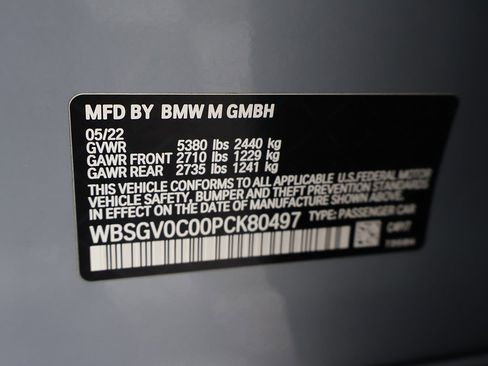 MFD BY BMW M GMBH
05/22
GVWR 5380 lbs 2440 kg
GAWR FRONT 2710 lbs 1229 kg
GAWR REAR 2735 lbs 1241 kg
THIS VEHICLE CONFORMS TO ALL APPLICABLE U.S. FEDERAL MOTOR
VEHICLE SAFETY, BUMPER AND THEFT PREVENTION STANDARDS
IN EFFECT ON THE DATE OF MANUFACTURE SHOWN ABOVE.
WBSGV0C00PCK80497 TYPE: PASSENGER CAR